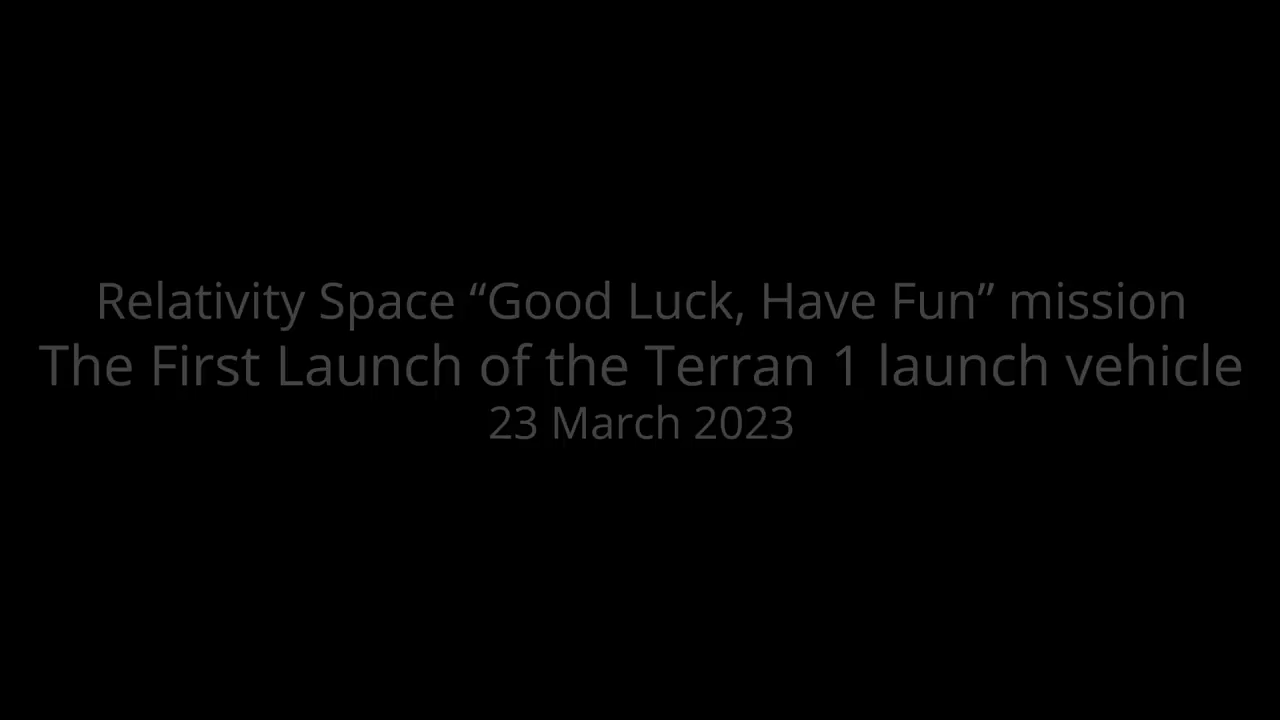 Relativity Space “Good Luck, Have Fun” mission
The First Launch of the Terran 1 launch vehicle
23 March 2023